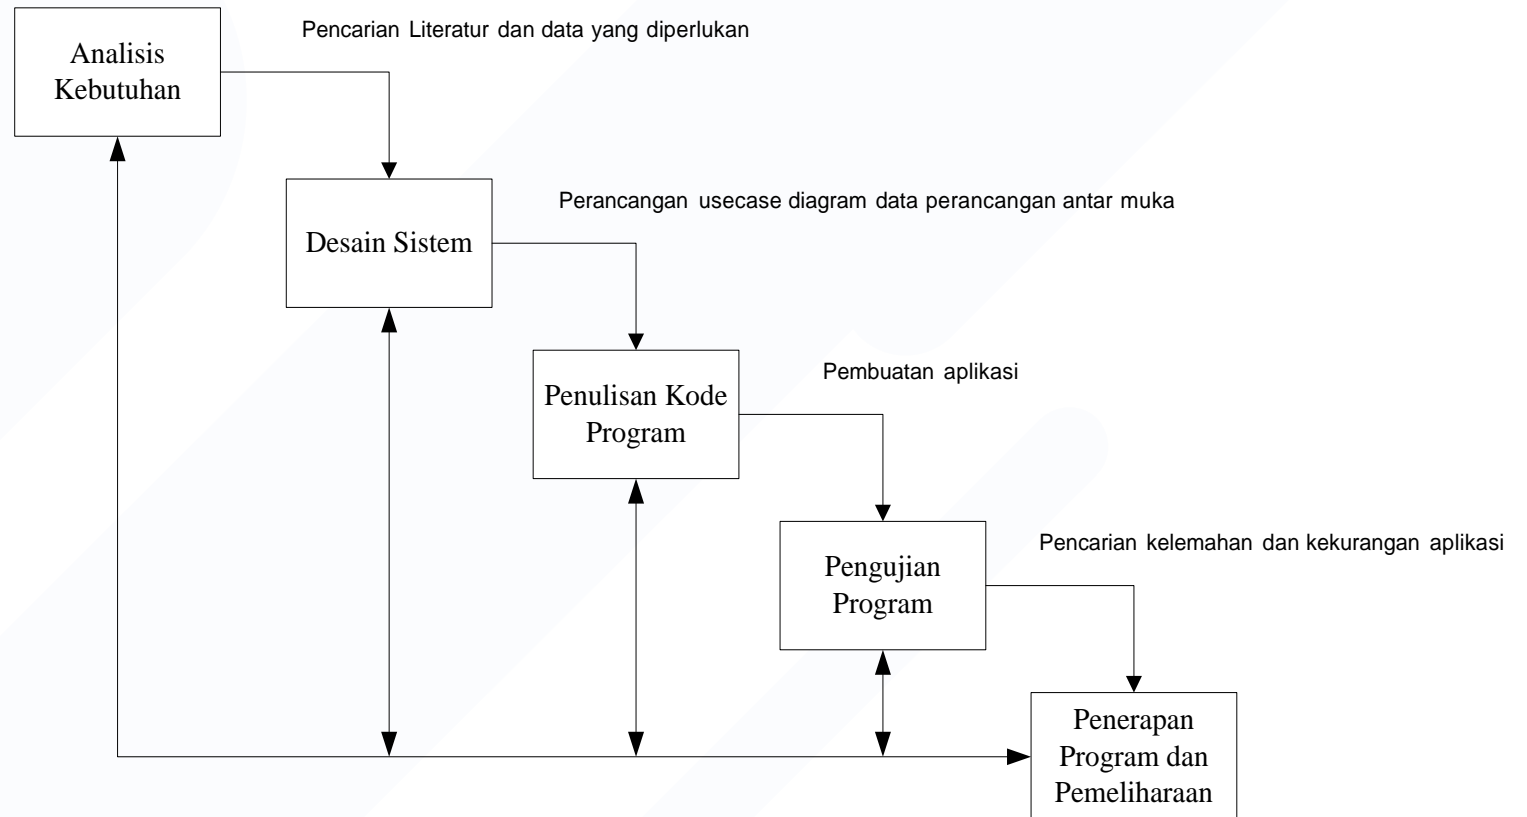 Pencarian Literatur dan data yang diperlukan
Analisis
Kebutuhan
Perancangan usecase diagram data perancangan antar muka
Desain Sistem
Pembuatan aplikasi
Penulisan Kode
Program
Pencarian kelemahan dan kekurangan aplikasi
Pengujian
Program
Penerapan
Program dan
Pemeliharaan